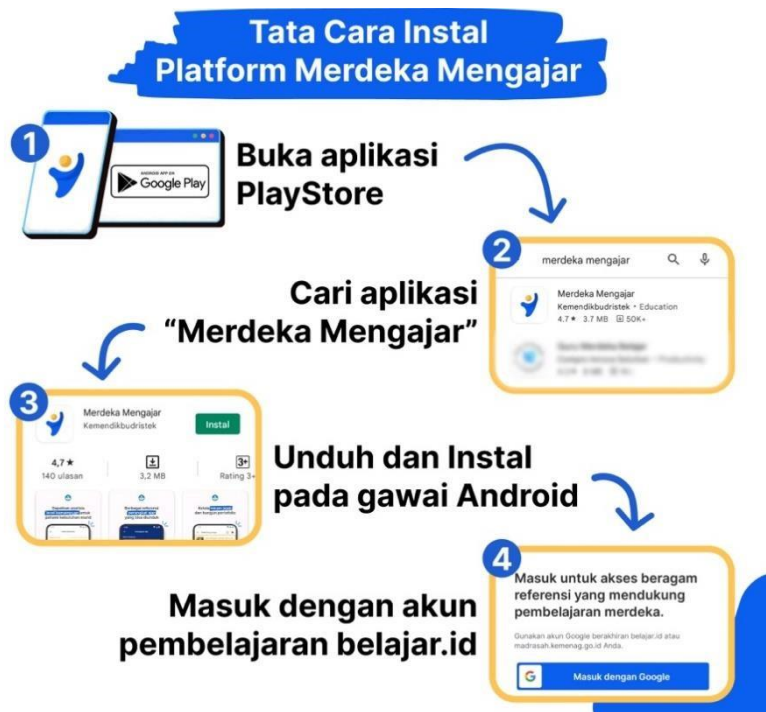 Tata Cara Instal
Platform Merdeka Mengajar
1
ANDROID APP ON
Google Play
Buka aplikasi
PlayStore
2
merdeka mengajar
Merdeka Mengajar
Kemendikbudristek • Education
4.7 ★ 3.7 MB 50K+
Cari aplikasi
“Merdeka Mengajar”
3
Merdeka Mengajar
Kemendikbudristek
Instal
4,7 ★
140 ulasan
3,2 MB
3+
Rating 3+
Unduh dan Instal
pada gawai Android
4
Masuk untuk akses beragam
referensi yang mendukung
pembelajaran merdeka.
Gunakan akun Google berakhiran belajar.id atau
madrasah.kemenag.go.id Anda.
G
Masuk dengan Google
Masuk dengan akun
pembelajaran belajar.id